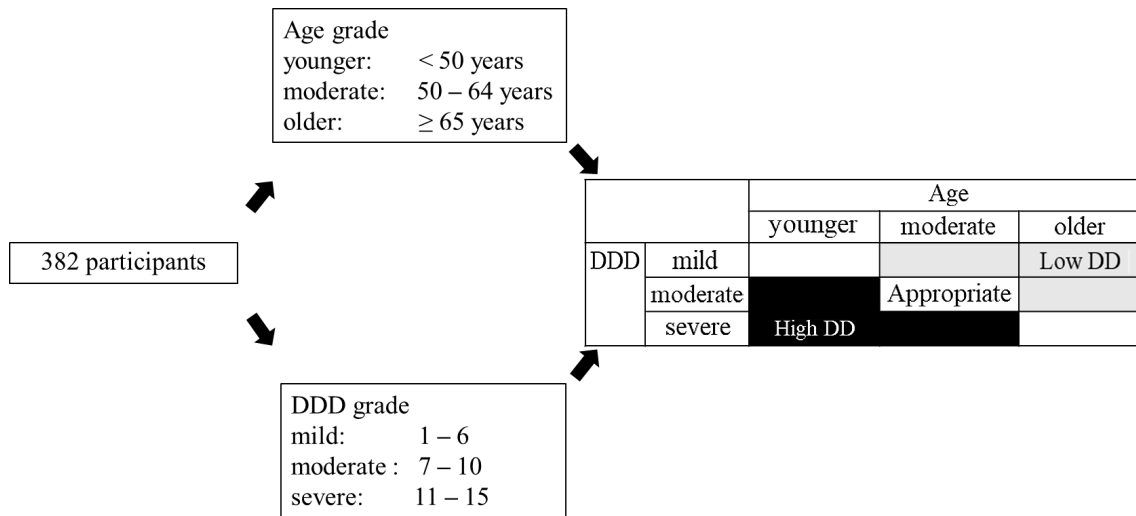 Age grade
younger: < 50 years
moderate: 50 – 64 years
older: ≥ 65 years
382 participants
Age
younger moderate older
DDD mild Low DD
moderate Appropriate
severe High DD
DDD grade
mild: 1 – 6
moderate : 7 – 10
severe: 11 – 15